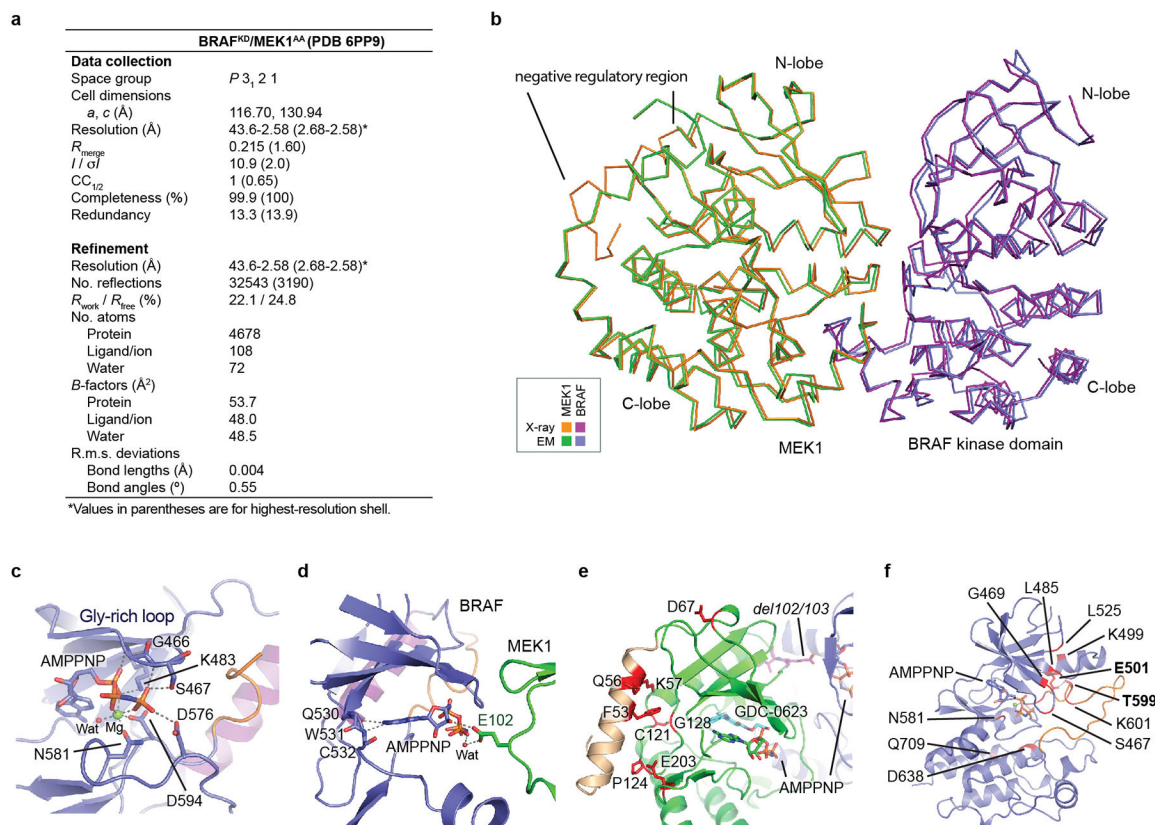 a
BRAFᴷᴰ/MEK1ᴬᴬ (PDB 6PP9)
Data collection
Space group P 3₁ 2 1
Cell dimensions
a, c (Å) 116.70, 130.94
Resolution (Å) 43.6-2.58 (2.68-2.58)*
Rmerge 0.215 (1.60)
I / σI 10.9 (2.0)
CC1/2 1 (0.65)
Completeness (%) 99.9 (100)
Redundancy 13.3 (13.9)
Refinement
Resolution (Å) 43.6-2.58 (2.68-2.58)*
No. reflections 32543 (3190)
Rwork / Rfree (%) 22.1 / 24.8
No. atoms
Protein 4678
Ligand/ion 108
Water 72
B-factors (Å²)
Protein 53.7
Ligand/ion 48.0
Water 48.5
R.m.s. deviations
Bond lengths (Å) 0.004
Bond angles (º) 0.55
*Values in parentheses are for highest-resolution shell.
b
N-lobe
negative regulatory region
N-lobe
C-lobe
C-lobe
MEK1
BRAF
X-ray
EM
MEK1
BRAF kinase domain
c
Gly-rich loop
G466
AMPPNP
K483
S467
Wat
Mg
D576
N581
D594
d
BRAF
MEK1
Q530
W531
C532
E102
AMPPNP
Wat
e
D67
del102/103
Q56
K57
F53
G128
GDC-0623
C121
E203
P124
AMPPNP
f
L485
G469
L525
K499
AMPPNP
E501
T599
N581
K601
Q709
S467
D638